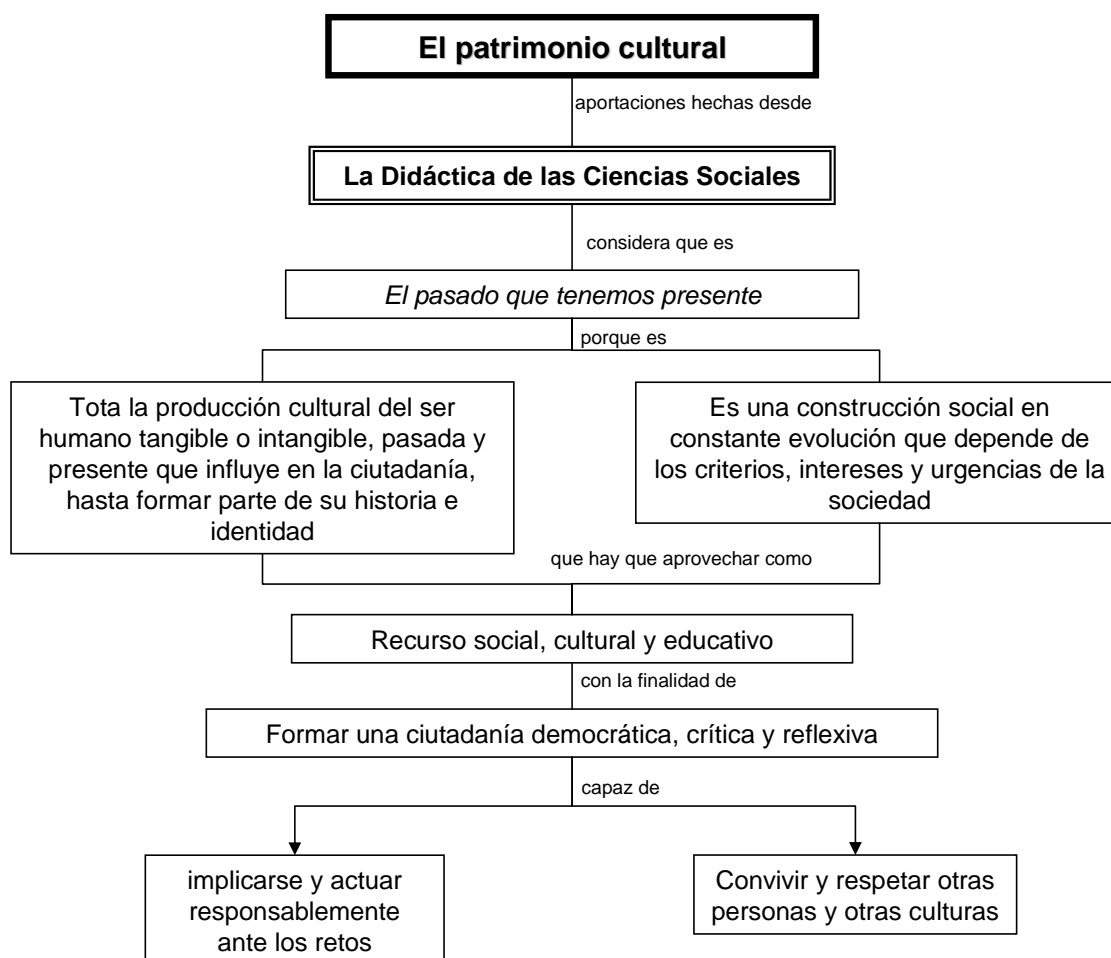 El patrimonio cultural
aportaciones hechas desde
La Didáctica de las Ciencias Sociales
considera que es
El pasado que tenemos presente
porque es
Tota la producción cultural del ser
humano tangible o intangible, pasada y
presente que influye en la ciutadanía,
hasta formar parte de su historia e
identidad
Es una construcción social en
constante evolución que depende de
los criterios, intereses y urgencias de la
sociedad
que hay que aprovechar como
Recurso social, cultural y educativo
con la finalidad de
Formar una ciutadanía democrática, crítica y reflexiva
capaz de
implicarse y actuar
responsablemente
ante los retos
Convivir y respetar otras
personas y otras culturas